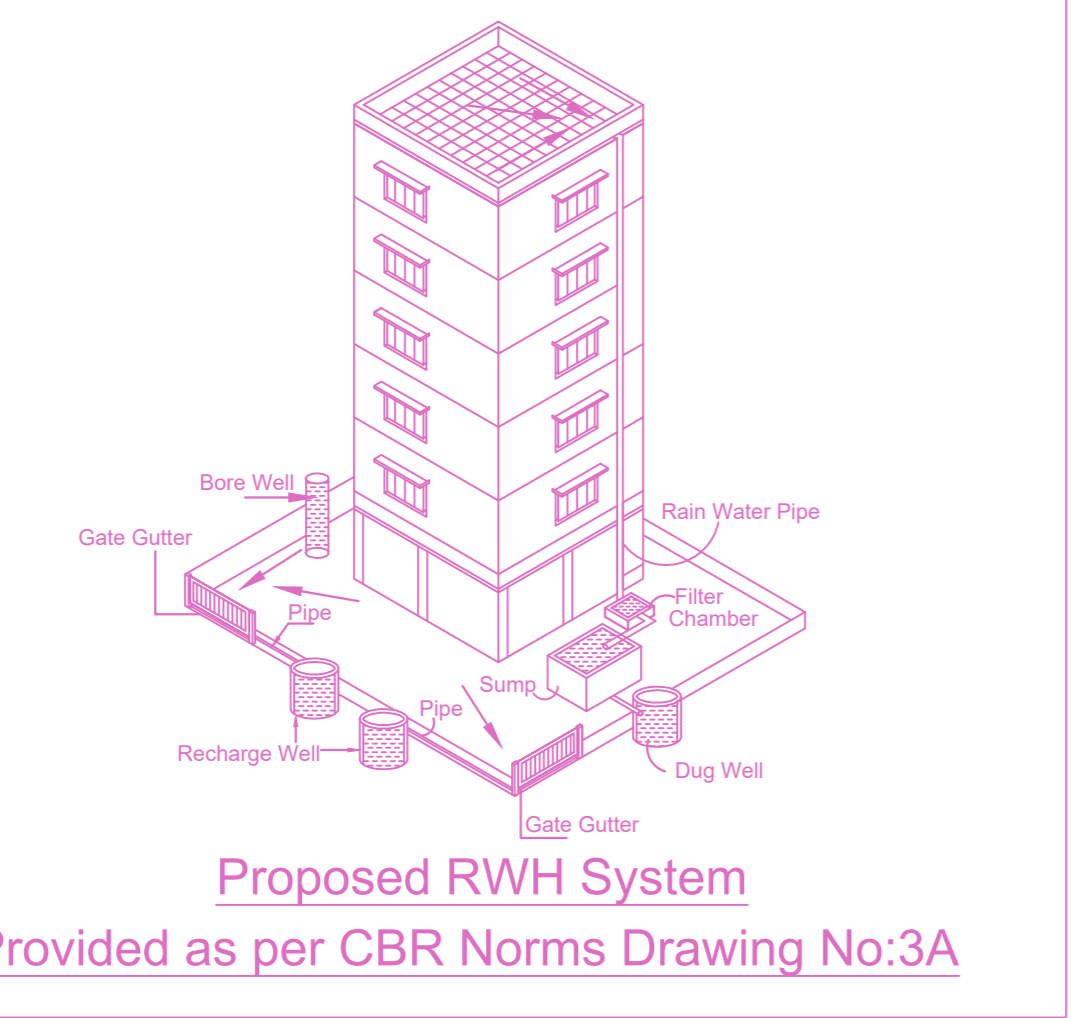 Bore Well
Gate Gutter
Rain Water Pipe
Pipe
Filter
Chamber
Sump
Pipe
Recharge Well
Dug Well
Gate Gutter
Proposed RWH System
Provided as per CBR Norms Drawing No:3A